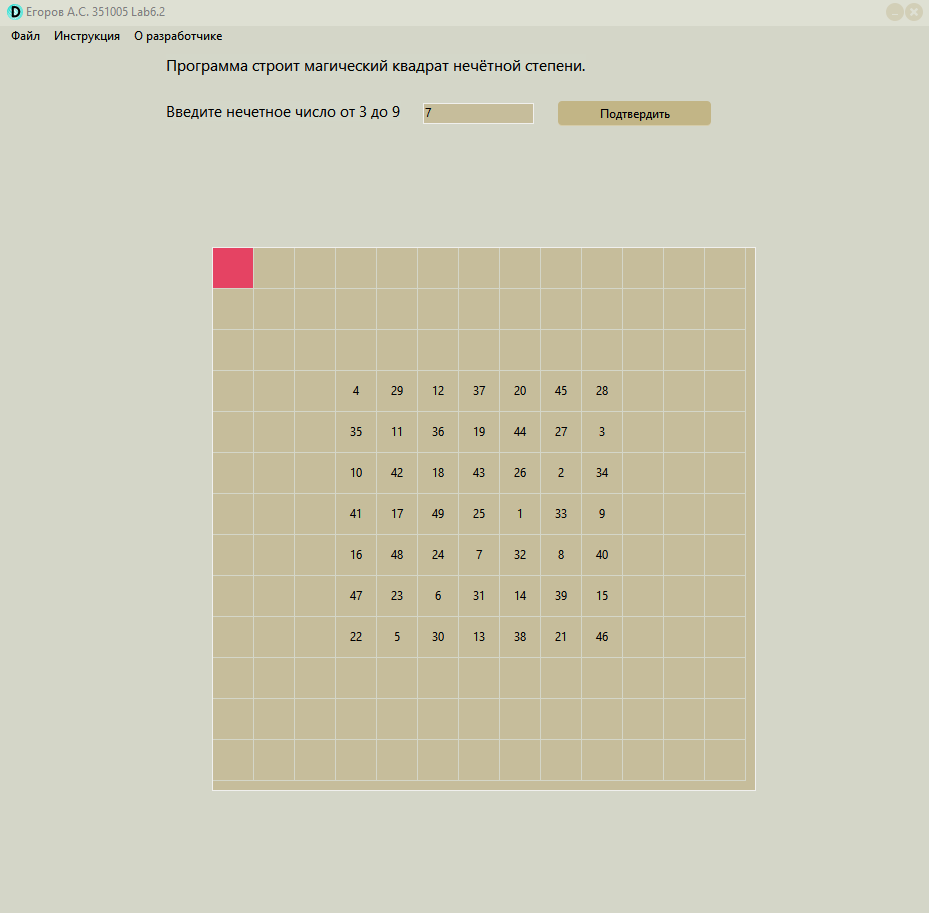 D Егоров А.С. 351005 Lab6.2
Файл Инструкция О разработчике
Программа строит магический квадрат нечётной степени.
Введите нечетное число от 3 до 9 7 Подтвердить
4 29 12 37 20 45 28
35 11 36 19 44 27 3
10 42 18 43 26 2 34
41 17 49 25 1 33 9
16 48 24 7 32 8 40
47 23 6 31 14 39 15
22 5 30 13 38 21 46